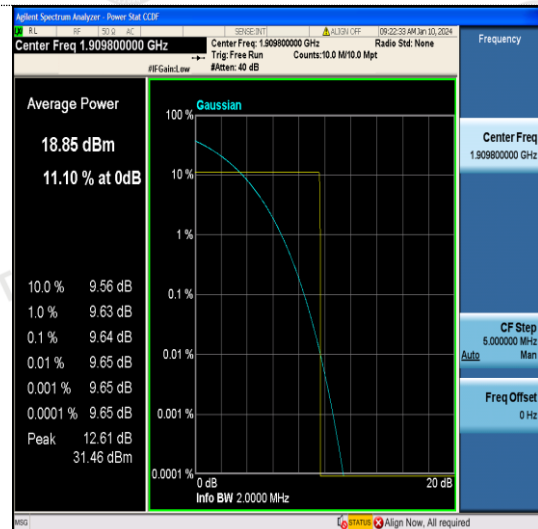 Agilent Spectrum Analyzer - Power Stat CCDF
RL RF 50 Ω AC SENSE:INT ALIGN OFF 09:22:33 AM Jan 10, 2024
Center Freq 1.909800000 GHz
Center Freq: 1.909800000 GHz Radio Std: None
Trig: Free Run Counts:10.0 M/10.0 Mpt
#IFGain:Low #Atten: 40 dB
Frequency
Average Power
18.85 dBm
11.10 % at 0dB
10.0 % 9.56 dB
1.0 % 9.63 dB
0.1 % 9.64 dB
0.01 % 9.65 dB
0.001 % 9.65 dB
0.0001 % 9.65 dB
Peak 12.61 dB
31.46 dBm
Gaussian
100 %
10 %
1 %
0.1 %
0.01 %
0.001 %
0.0001 %
0 dB 20 dB
Info BW 2.0000 MHz
Center Freq
1.909800000 GHz
CF Step
5.000000 MHz
Auto Man
Freq Offset
0 Hz
MSG STATUS Align Now, All required